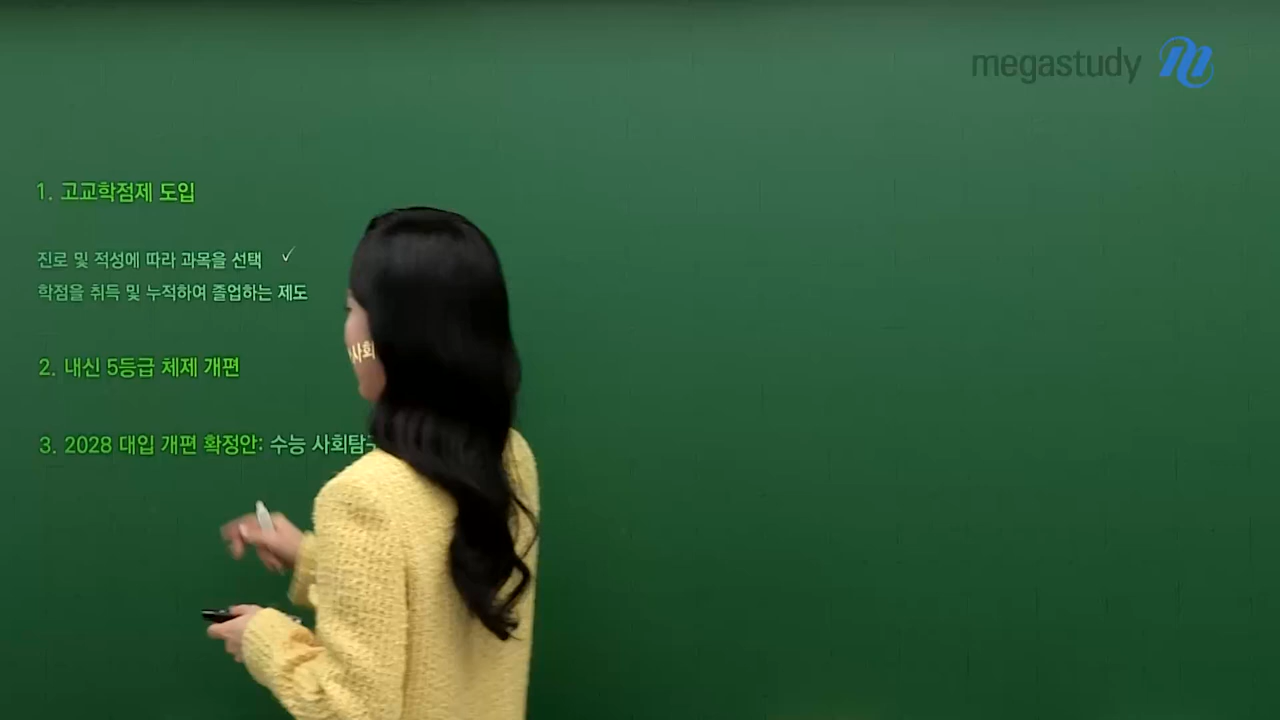 megastudy
1. 고교학점제 도입
진로 및 적성에 따라 과목을 선택
학점을 취득 및 누적하여 졸업하는 제도
사회
2. 내신 5등급 체제 개편
3. 2028 대입 개편 확정안: 수능 사회탐구